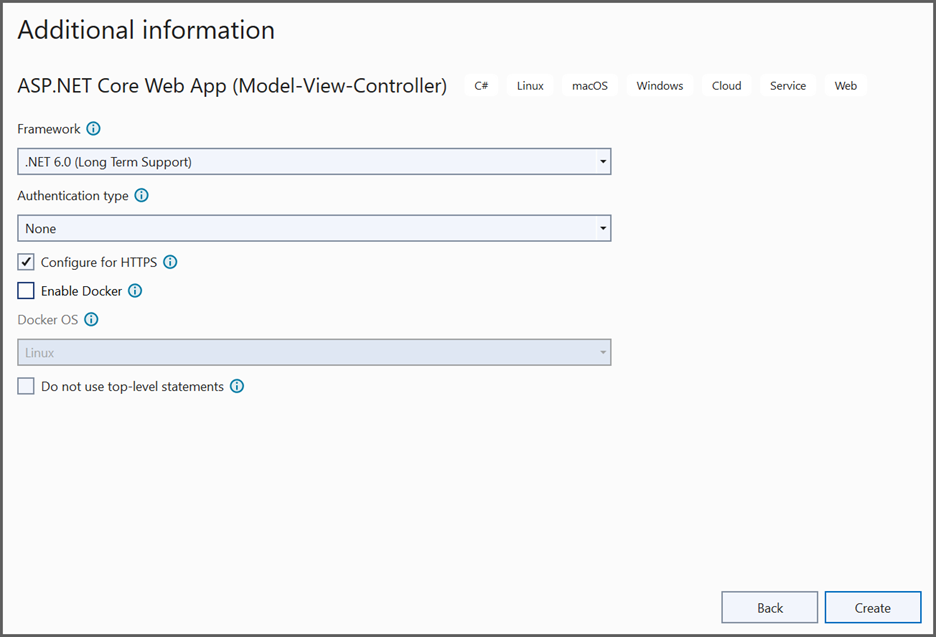 Additional information
ASP.NET Core Web App (Model-View-Controller) C# Linux macOS Windows Cloud Service Web
Framework
.NET 6.0 (Long Term Support)
Authentication type
None
Configure for HTTPS
Enable Docker
Docker OS
Linux
Do not use top-level statements
Back Create